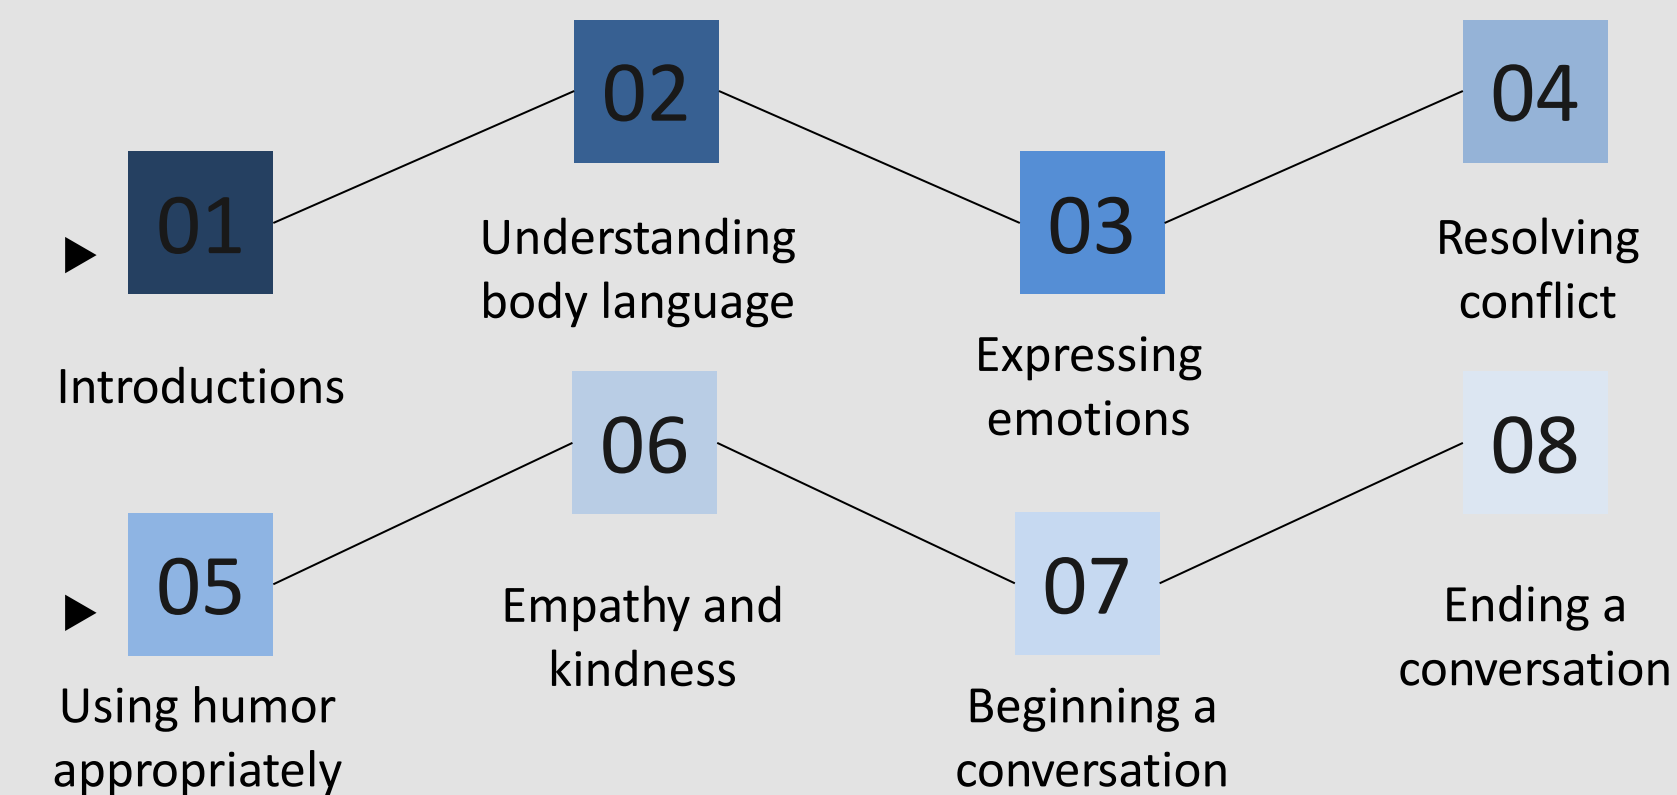 01
Introductions
02
Understanding
body language
03
Expressing
emotions
04
Resolving
conflict
05
Using humor
appropriately
06
Empathy and
kindness
07
Beginning a
conversation
08
Ending a
conversation